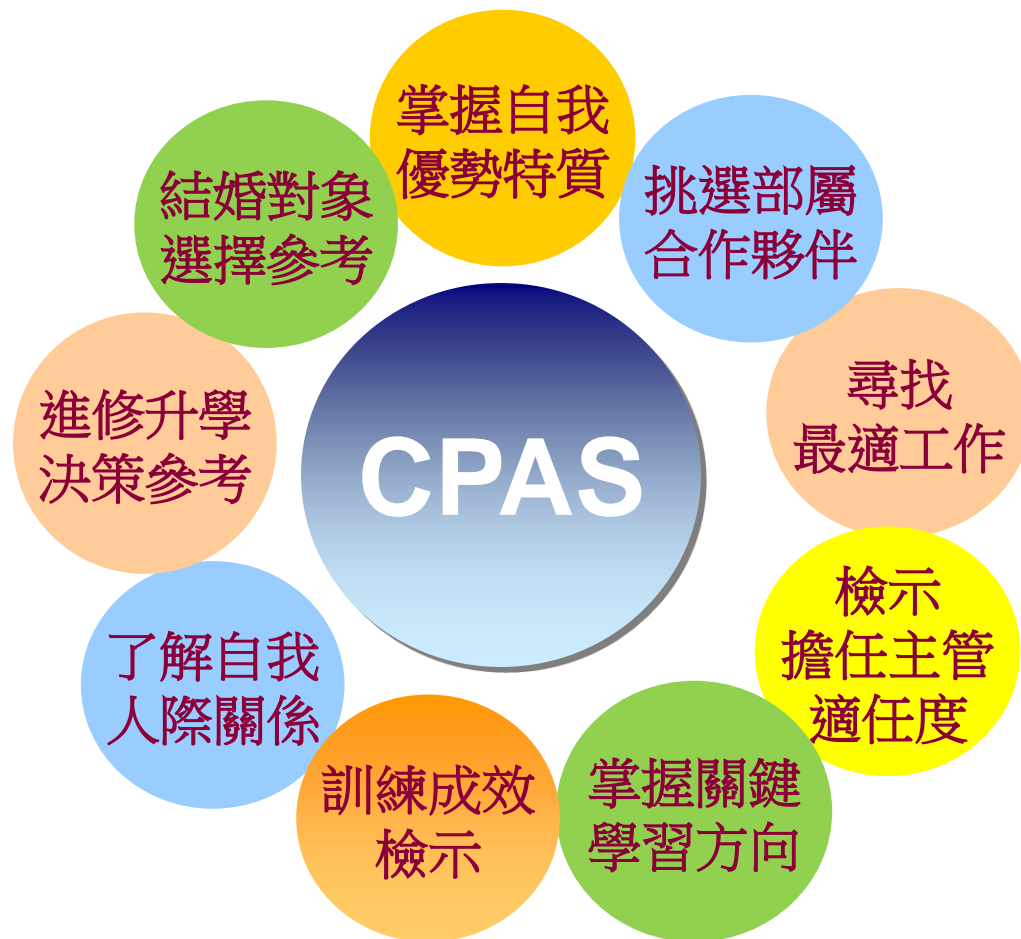 掌握自我
優勢特質
挑選部屬
合作夥伴
尋找
最適工作
檢示
擔任主管
適任度
掌握關鍵
學習方向
訓練成效
檢示
了解自我
人際關係
進修升學
決策參考
結婚對象
選擇參考
CPAS